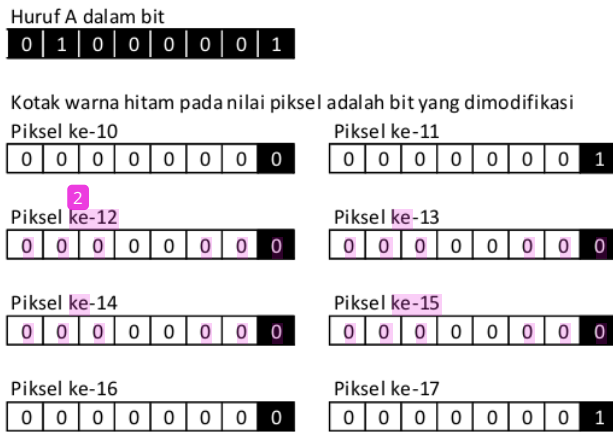 Huruf A dalam bit
0 1 0 0 0 0 0 1
Kotak warna hitam pada nilai piksel adalah bit yang dimodifikasi
Piksel ke-10
0 0 0 0 0 0 0 0
Piksel ke-11
0 0 0 0 0 0 0 1
2
Piksel ke-12
0 0 0 0 0 0 0 0
Piksel ke-13
0 0 0 0 0 0 0 0
Piksel ke-14
0 0 0 0 0 0 0 0
Piksel ke-15
0 0 0 0 0 0 0 0
Piksel ke-16
0 0 0 0 0 0 0 0
Piksel ke-17
0 0 0 0 0 0 0 1